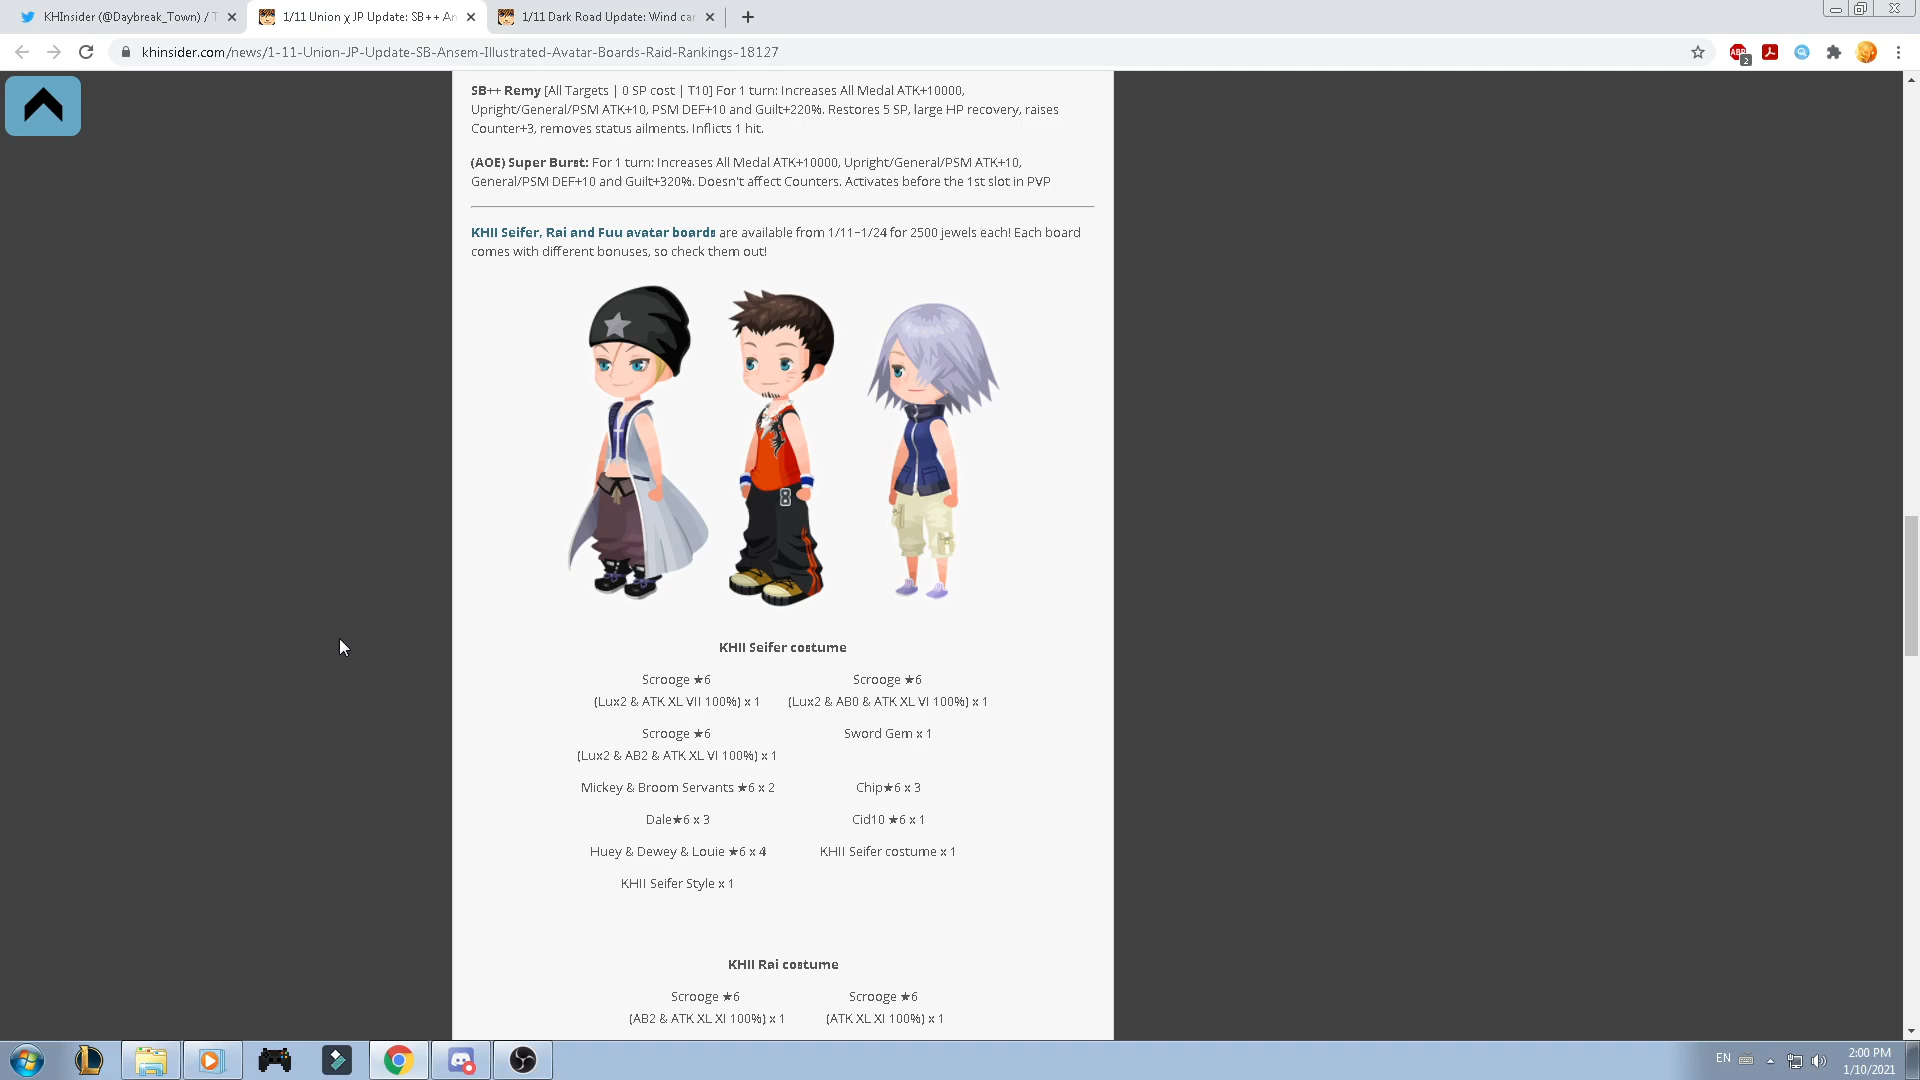 KHInsider (@Daybreak_Town) / T
1/11 Union χ JP Update: SB++ An
1/11 Dark Road Update: Wind car
khinsider.com/news/1-11-Union-JP-Update-SB-Ansem-Illustrated-Avatar-Boards-Raid-Rankings-18127
ABP
2
SB++ Remy [All Targets | 0 SP cost | T10] For 1 turn: Increases All Medal ATK+10000,
Upright/General/PSM ATK+10, PSM DEF+10 and Guilt+220%. Restores 5 SP, large HP recovery, raises
Counter+3, removes status ailments. Inflicts 1 hit.
(AOE) Super Burst: For 1 turn: Increases All Medal ATK+10000, Upright/General/PSM ATK+10,
General/PSM DEF+10 and Guilt+320%. Doesn't affect Counters. Activates before the 1st slot in PVP
KHII Seifer, Rai and Fuu avatar boards are available from 1/11~1/24 for 2500 jewels each! Each board
comes with different bonuses, so check them out!
8
KHII Seifer costume
Scrooge ★6 Scrooge ★6
(Lux2 & ATK XL VII 100%) x 1 (Lux2 & AB0 & ATK XL VI 100%) x 1
Scrooge ★6 Sword Gem x 1
(Lux2 & AB2 & ATK XL VI 100%) x 1
Mickey & Broom Servants ★6 x 2 Chip★6 x 3
Dale★6 x 3 Cid10 ★6 x 1
Huey & Dewey & Louie ★6 x 4 KHII Seifer costume x 1
KHII Seifer Style x 1
KHII Rai costume
Scrooge ★6 Scrooge ★6
(AB2 & ATK XL XI 100%) x 1 (ATK XL XI 100%) x 1
EN
2:00 PM
1/10/2021